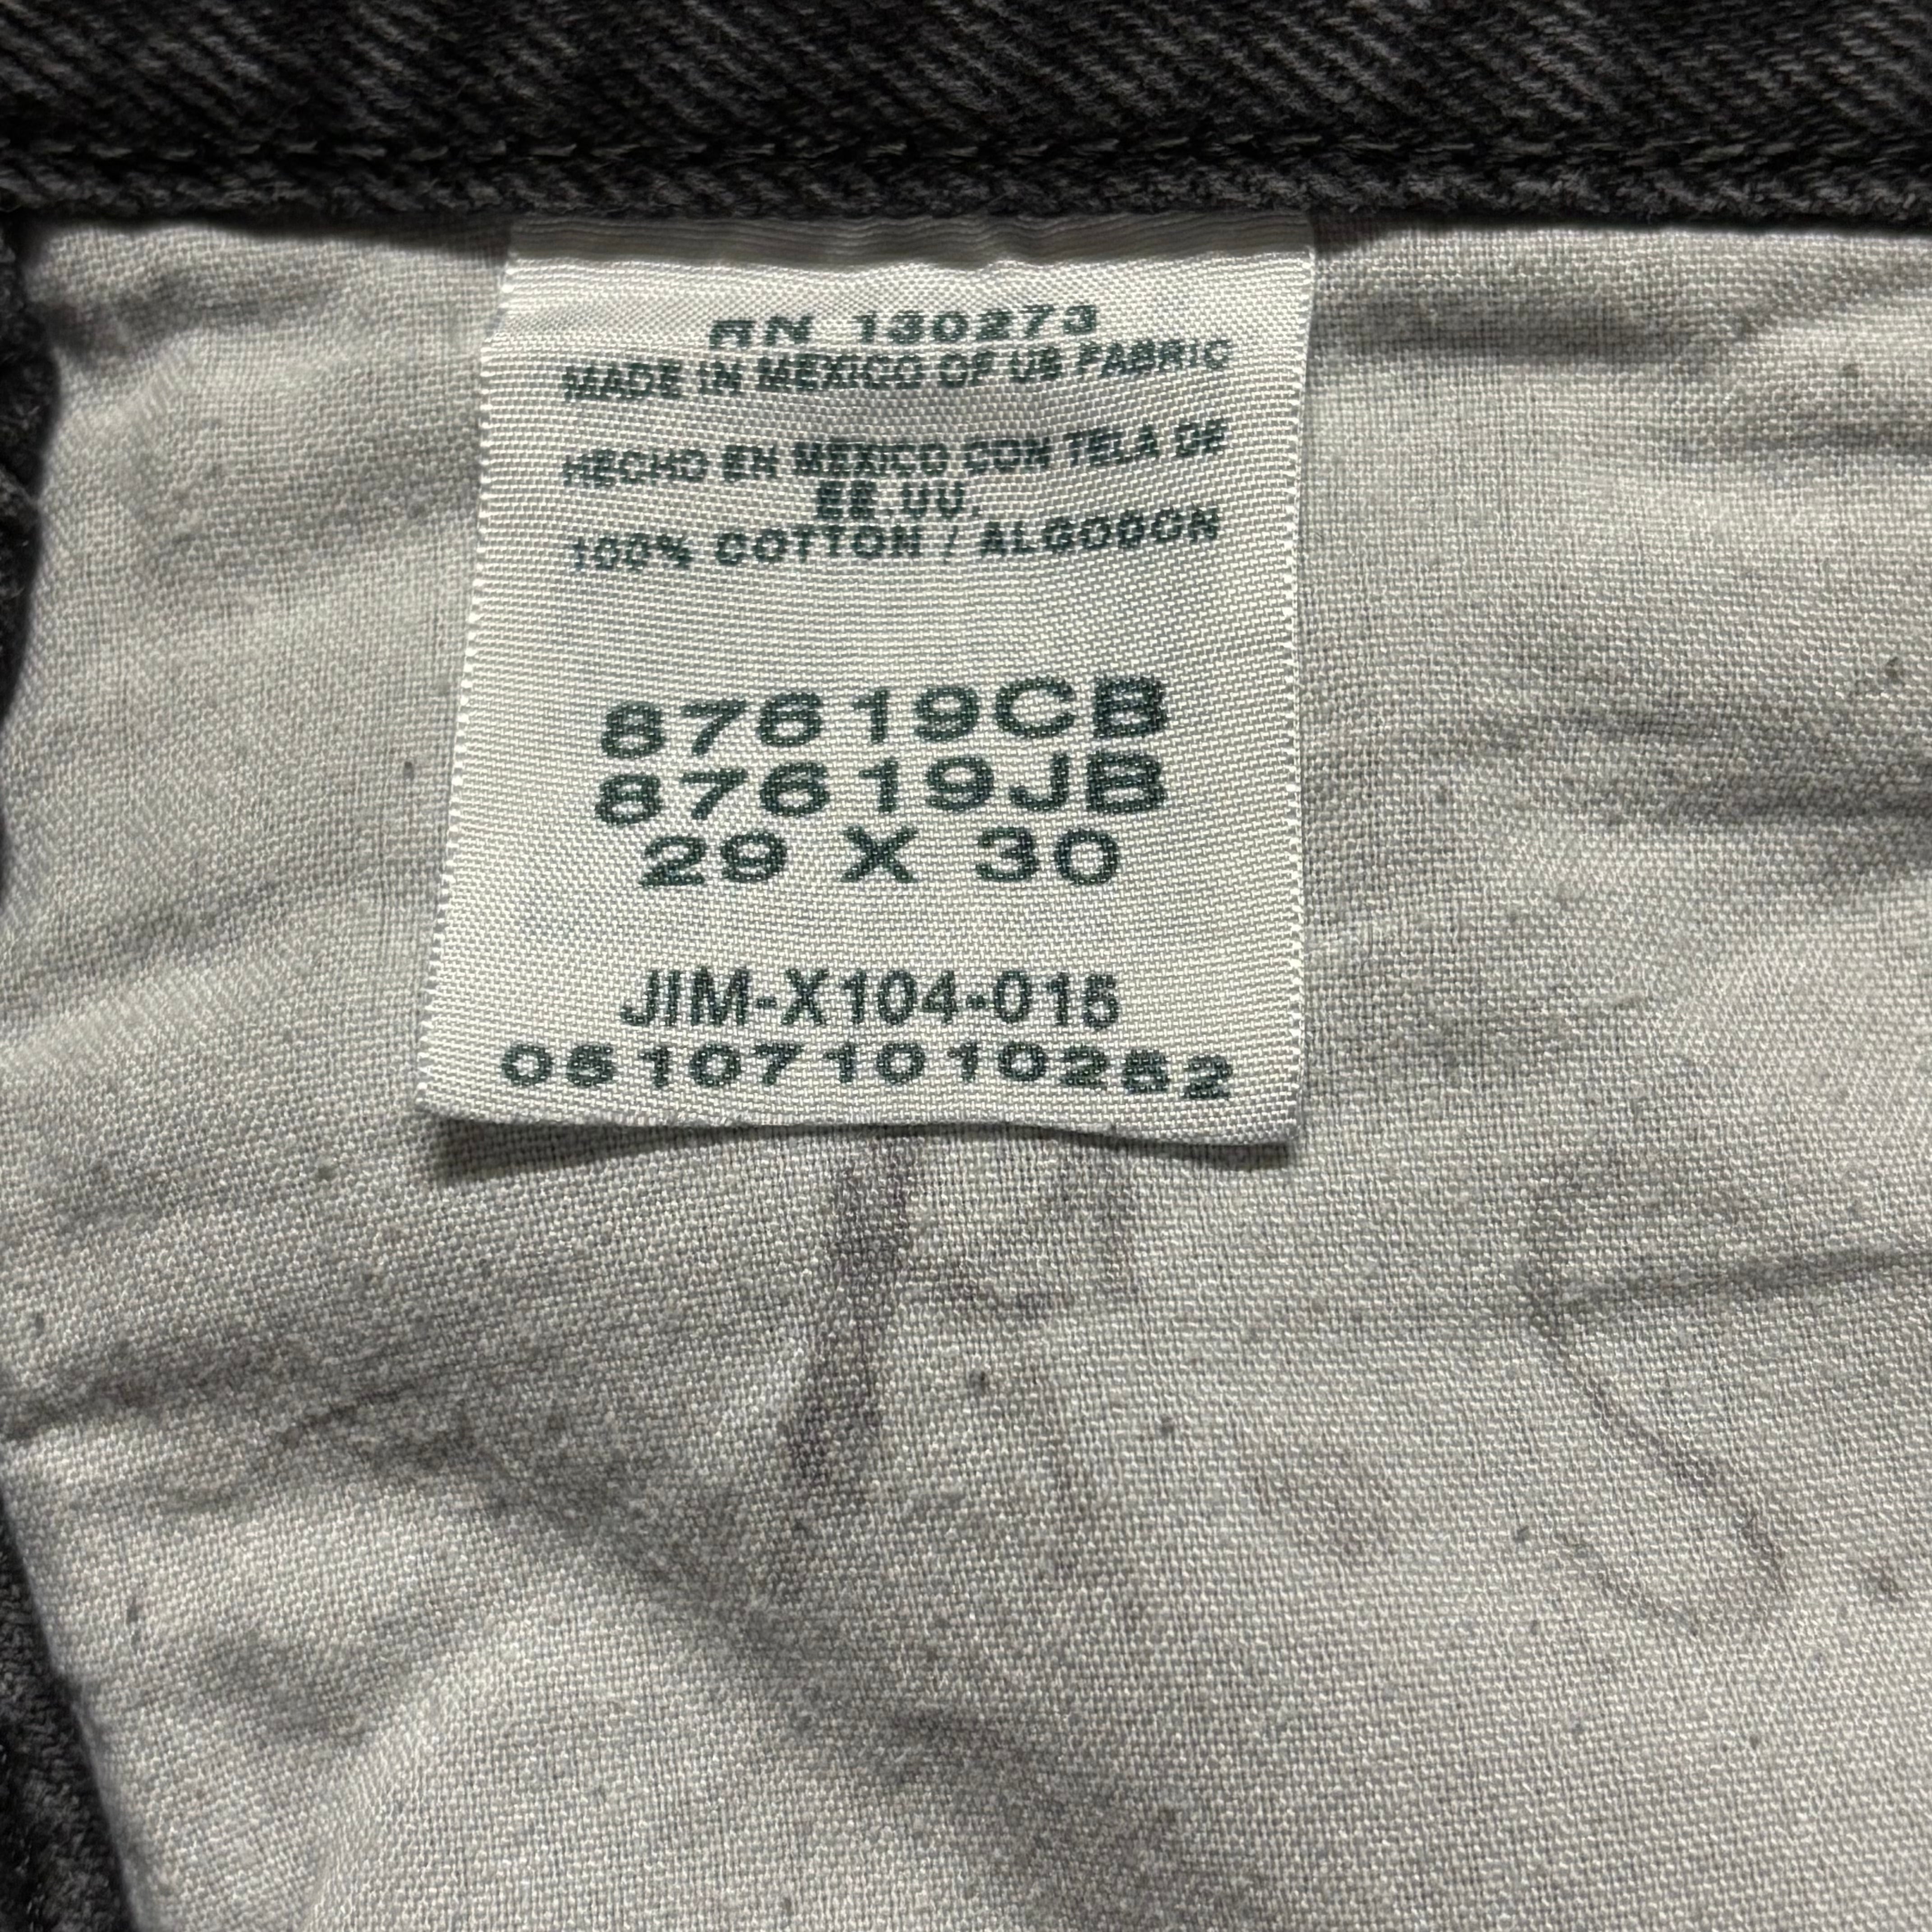 RN 130273
MADE IN MEXICO OF US FABRIC
HECHO EN MEXICO CON TELA DE
EE.UU.
100% COTTON / ALGODON
87619CB
87619JB
29 X 30
JIM-X104-015
051071010252